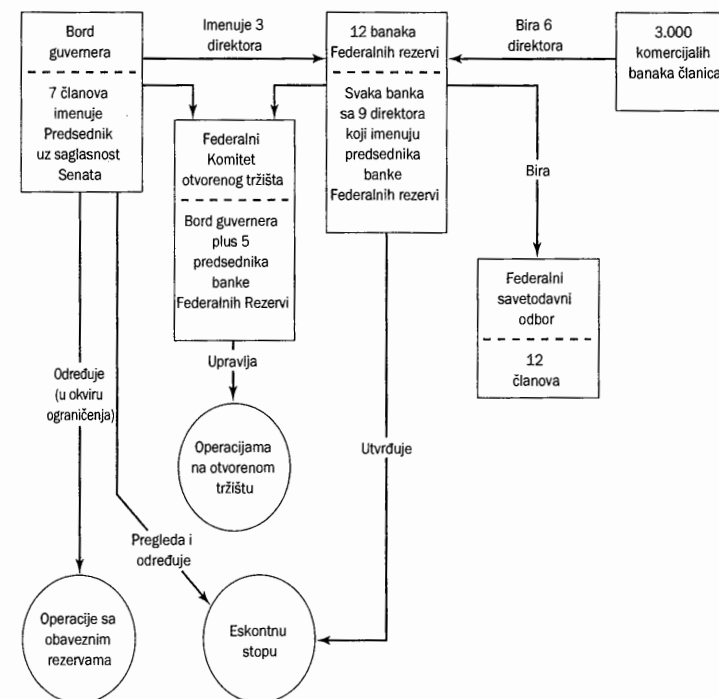 Bord
guvernera
7 članova
imenuje
Predsednik
uz saglasnost
Senata
Imenuje 3
direktora
12 banaka
Federalnih rezervi
Svaka banka
sa 9 direktora
koji imenuju
predsednika
banke
Federalnih rezervi
Bira 6
direktora
3.000
komercijalih
banaka članica
Federalni
Komitet
otvorenog tržišta
Bord guvernera
plus 5
predsednika
banke
Federalnih Rezervi
Bira
Federalni
savetodavni
odbor
12
članova
Upravlja
Određuje
(u okviru
ograničenja)
Operacijama
na otvorenom
tržištu
Utvrđuje
Pregleda i
određuje
Operacije sa
obaveznim
rezervama
Eskontnu
stopu